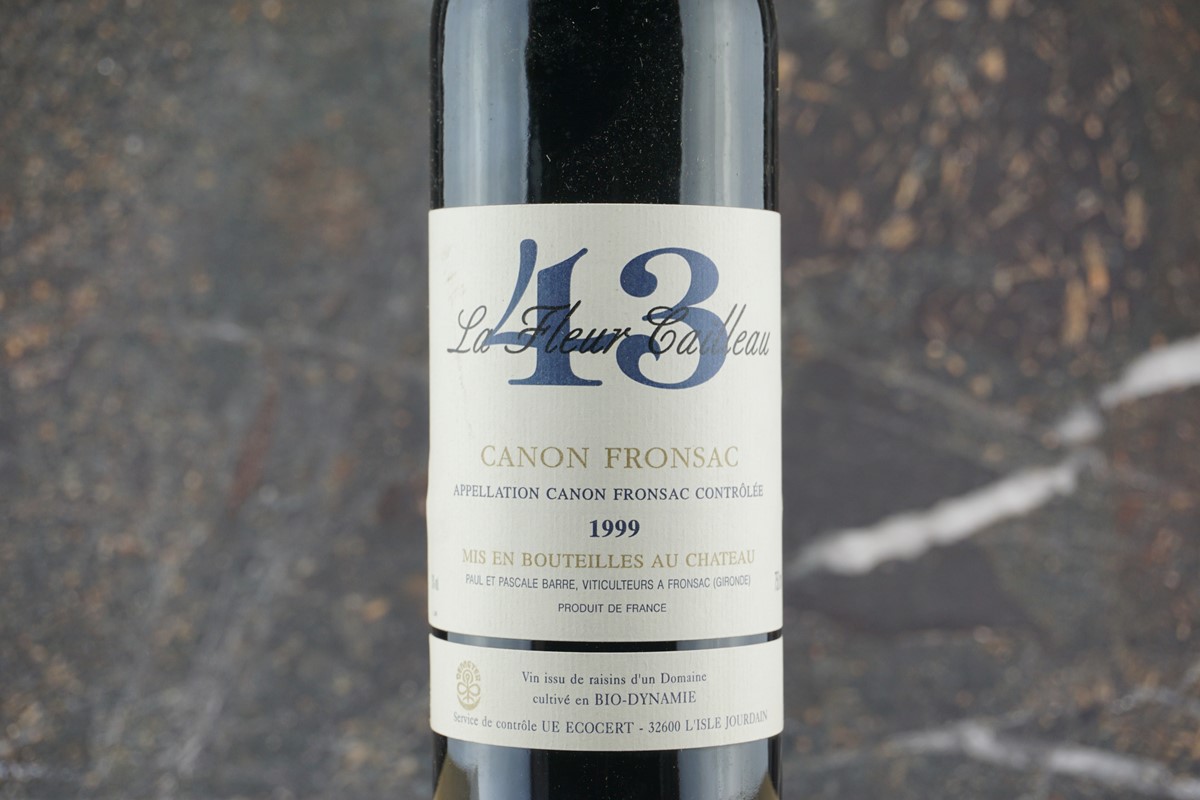 43
La Fleur Cailleau
CANON FRONSAC
APPELLATION CANON FRONSAC CONTRÔLÉE
1999
MIS EN BOUTEILLES AU CHATEAU
PAUL ET PASCALE BARRE, VITICULTEURS A FRONSAC (GIRONDE)
PRODUIT DE FRANCE
Vin issu de raisins d'un Domaine
cultivé en BIO-DYNAMIE
Service de contrôle UE ECOCERT - 32600 L'ISLE JOURDAIN